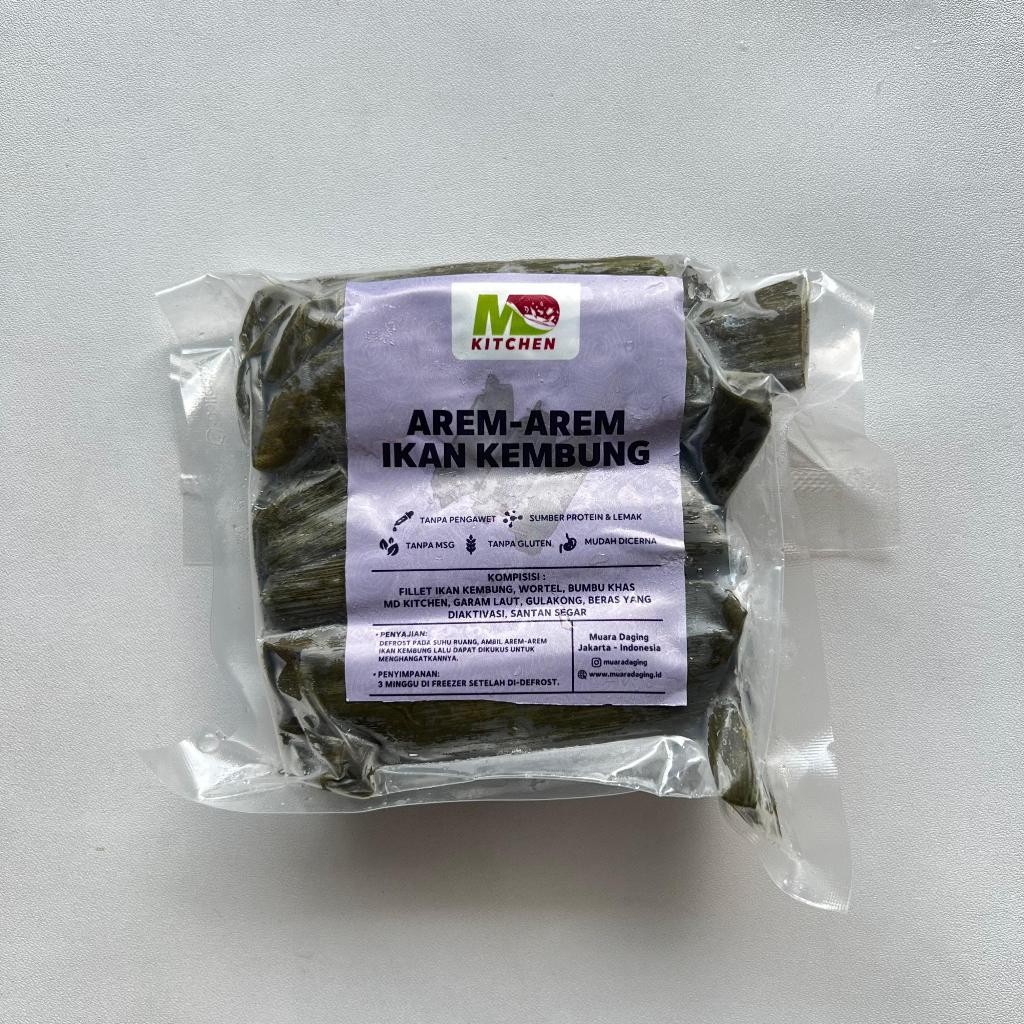 MD
KITCHEN
AREM-AREM
IKAN KEMBUNG
TANPA PENGAWET
SUMBER PROTEIN & LEMAK
TANPA MSG
TANPA GLUTEN
MUDAH DICERNA
KOMPISISI :
FILLET IKAN KEMBUNG, WORTEL, BUMBU KHAS
MD KITCHEN, GARAM LAUT, GULAKONG, BERAS YANG
DIAKTIVASI, SANTAN SEGAR
• PENYAJIAN:
DEFROST PADA SUHU RUANG, AMBIL AREM-AREM
IKAN KEMBUNG LALU DAPAT DIKUKUS UNTUK
MENGHANGATKANNYA.
• PENYIMPANAN:
3 MINGGU DI FREEZER SETELAH DI-DEFROST.
Muara Daging
Jakarta - Indonesia
muaradaging
www.muaradaging.id